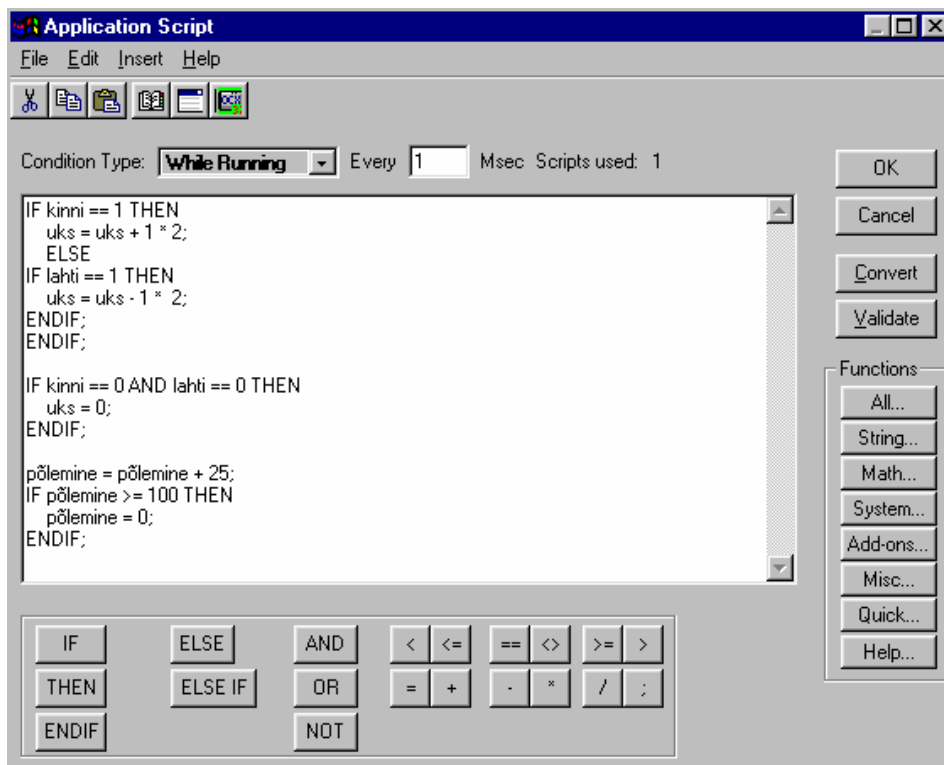 Application Script
File Edit Insert Help
Condition Type: While Running Every 1 Msec Scripts used: 1
IF kinni == 1 THEN
uks = uks + 1 * 2;
ELSE
IF lahti == 1 THEN
uks = uks - 1 * 2;
ENDIF;
ENDIF;
IF kinni == 0 AND lahti == 0 THEN
uks = 0;
ENDIF;
põlemine = põlemine + 25;
IF põlemine >= 100 THEN
põlemine = 0;
ENDIF;
OK
Cancel
Convert
Validate
Functions
All...
String...
Math...
System...
Add-ons...
Misc...
Quick...
Help...
IF ELSE AND < <= == <> >= >
THEN ELSE IF OR = + - * / ;
ENDIF NOT